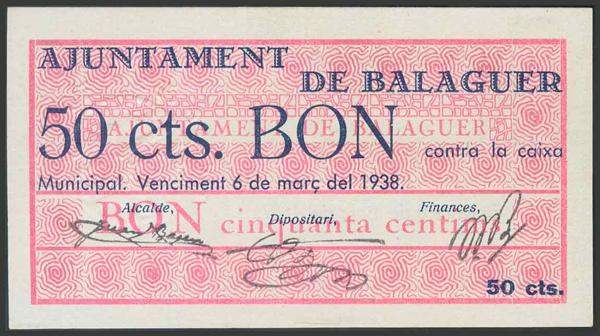 AJUNTAMENT
DE BALAGUER
AJUNTAMENT DE BALAGUER
50 cts. BON contra la caixa
Municipal. Venciment 6 de març del 1938.
Alcalde, Dipositari, Finances,
BON cinquanta centims
50 cts.